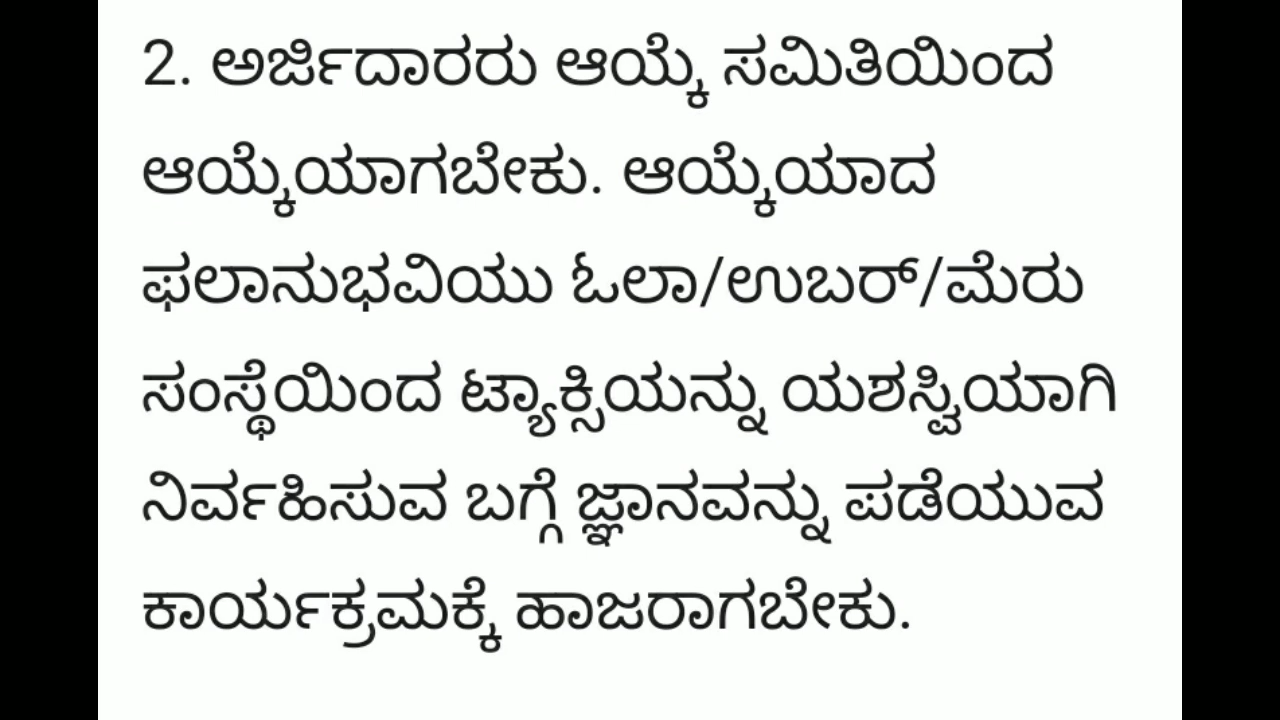 2. ಅರ್ಜಿದಾರರು ಆಯ್ಕೆ ಸಮಿತಿಯಿಂದ
ಆಯ್ಕೆಯಾಗಬೇಕು. ಆಯ್ಕೆಯಾದ
ಫಲಾನುಭವಿಯು ಓಲಾ/ಉಬರ್/ಮೆರು
ಸಂಸ್ಥೆಯಿಂದ ಟ್ಯಾಕ್ಸಿಯನ್ನು ಯಶಸ್ವಿಯಾಗಿ
ನಿರ್ವಹಿಸುವ ಬಗ್ಗೆ ಜ್ಞಾನವನ್ನು ಪಡೆಯುವ
ಕಾರ್ಯಕ್ರಮಕ್ಕೆ ಹಾಜರಾಗಬೇಕು.